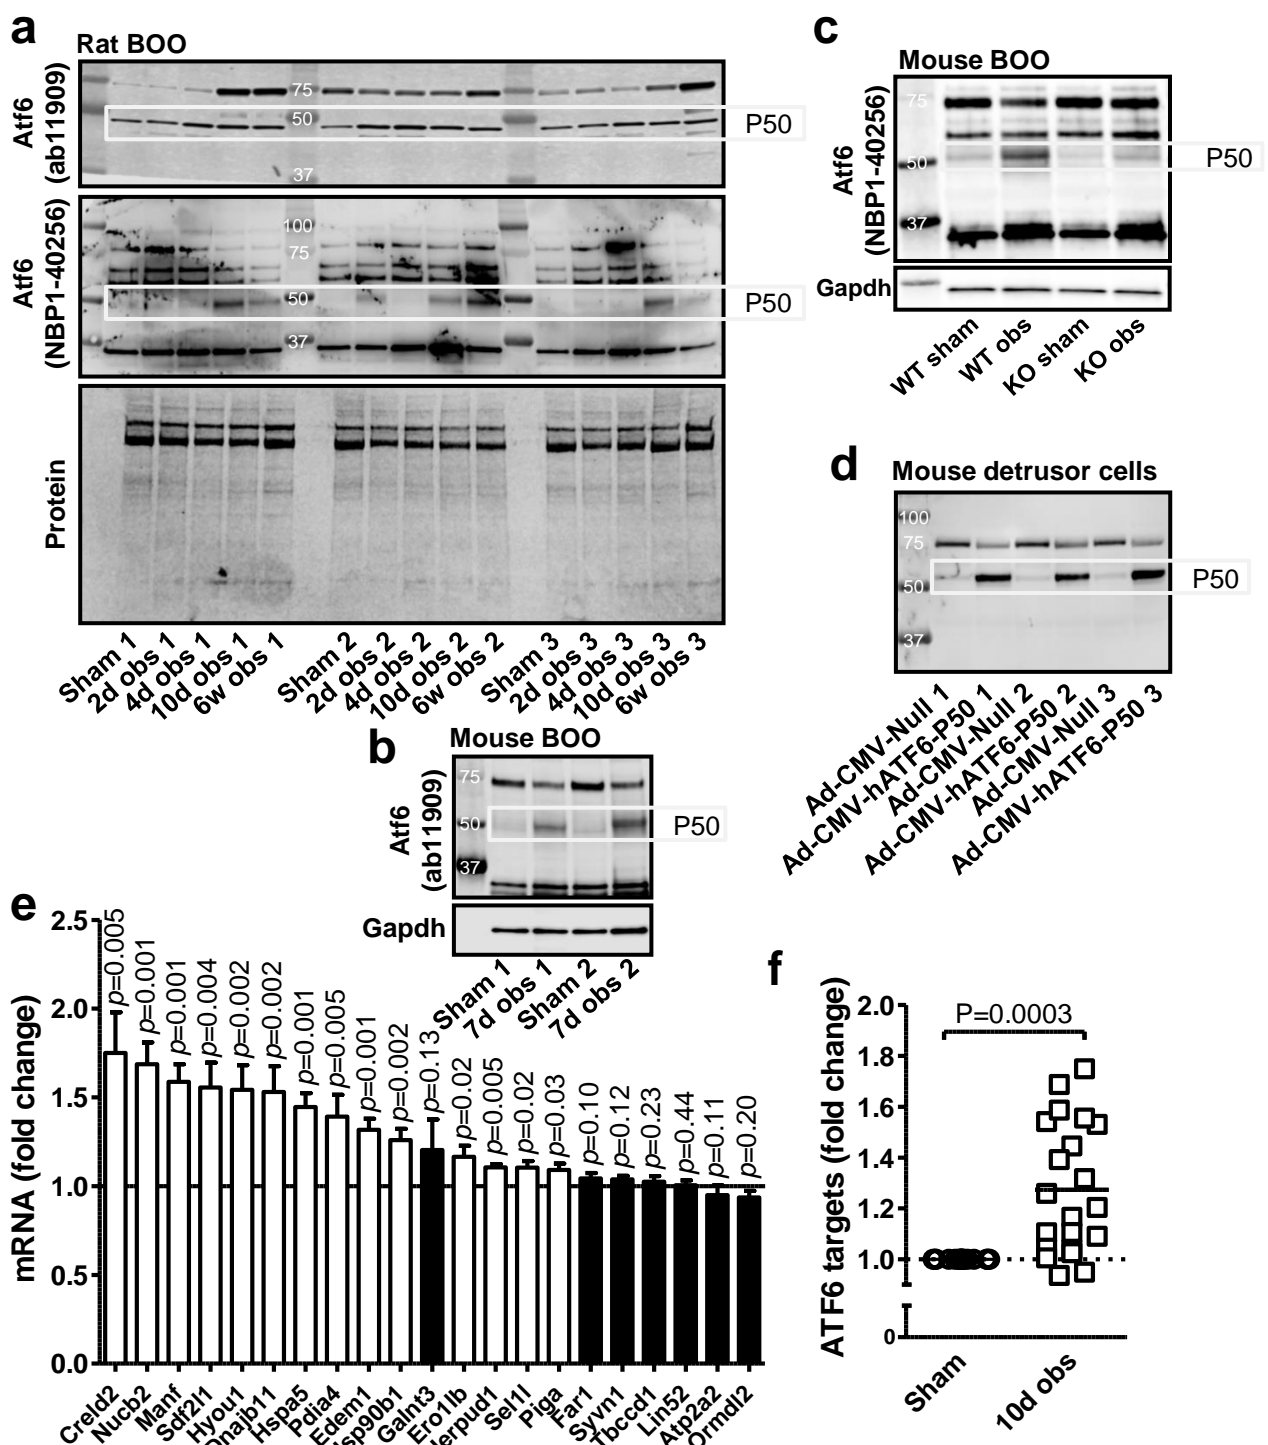 a
Rat BOO
Atf6
(ab11909)
75
50
37
P50
Atf6
(NBP1-40256)
100
75
50
37
P50
Protein
Sham 1
2d obs 1
4d obs 1
10d obs 1
6w obs 1
Sham 2
2d obs 2
4d obs 2
10d obs 2
6w obs 2
Sham 3
2d obs 3
4d obs 3
10d obs 3
6w obs 3
b
Mouse BOO
Atf6
(ab11909)
75
50
37
P50
Gapdh
Sham 1
7d obs 1
Sham 2
7d obs 2
c
Mouse BOO
Atf6
(NBP1-40256)
75
50
37
P50
Gapdh
WT sham
WT obs
KO sham
KO obs
d
Mouse detrusor cells
100
75
50
37
P50
Ad-CMV-Null 1
Ad-CMV-hATF6-P50 1
Ad-CMV-Null 2
Ad-CMV-hATF6-P50 2
Ad-CMV-Null 3
Ad-CMV-hATF6-P50 3
e
mRNA (fold change)
2.5
2.0
1.5
1.0
0.5
0.0
p=0.005
p=0.001
p=0.001
p=0.004
p=0.002
p=0.002
p=0.001
p=0.005
p=0.001
p=0.002
p=0.13
p=0.02
p=0.005
p=0.02
p=0.03
p=0.10
p=0.12
p=0.23
p=0.44
p=0.11
p=0.20
Creld2
Nucb2
Manf
Sdf2l1
Hyou1
Dnajb11
Hspa5
Pdia4
Edem1
Hsp90b1
Galnt3
Ero1lb
Herpud1
Sel1l
Piga
Far1
Syvn1
Tbccd1
Lin52
Atp2a2
Ormdl2
f
ATF6 targets (fold change)
P=0.0003
2.0
1.8
1.6
1.4
1.2
1.0
0
Sham
10d obs